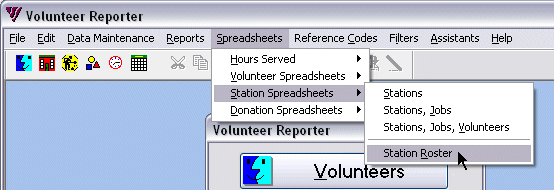 Volunteer Reporter
File Edit Data Maintenance Reports Spreadsheets Reference Codes Filters Assistants Help
Hours Served
Volunteer Spreadsheets
Station Spreadsheets
Donation Spreadsheets
Stations
Stations, Jobs
Stations, Jobs, Volunteers
Station Roster
Volunteer Reporter
Volunteers